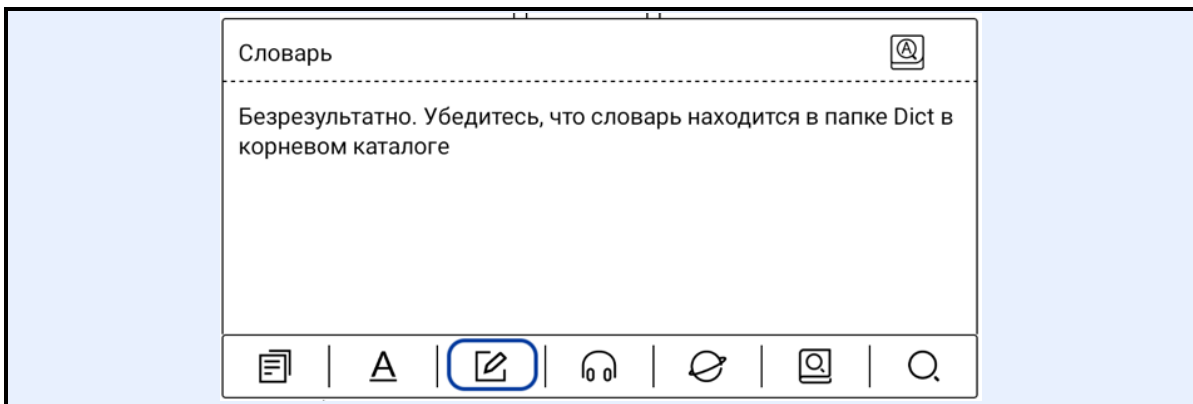 Словарь
Безрезультатно. Убедитесь, что словарь находится в папке Dict в
корневом каталоге